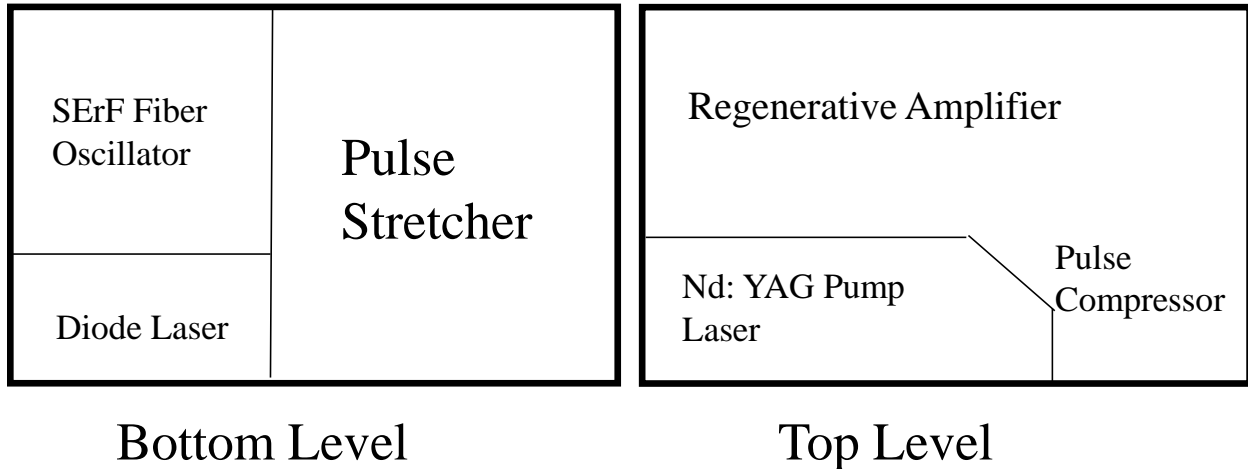 SErF Fiber
Oscillator
Pulse
Stretcher
Diode Laser
Bottom Level
Regenerative Amplifier
Nd: YAG Pump
Laser
Pulse
Compressor
Top Level